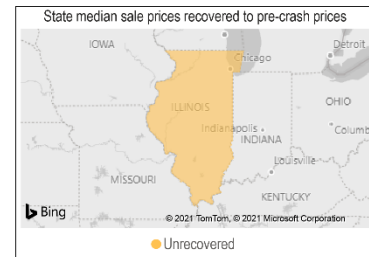 State median sale prices recovered to pre-crash prices
IOWA
Detroit
Chicago
ILLINOIS
OHIO
Indianapolis
Columb
INDIANA
MISSOURI
Louisville
KENTUCKY
Bing
© 2021 TomTom, © 2021 Microsoft Corporation
Unrecovered